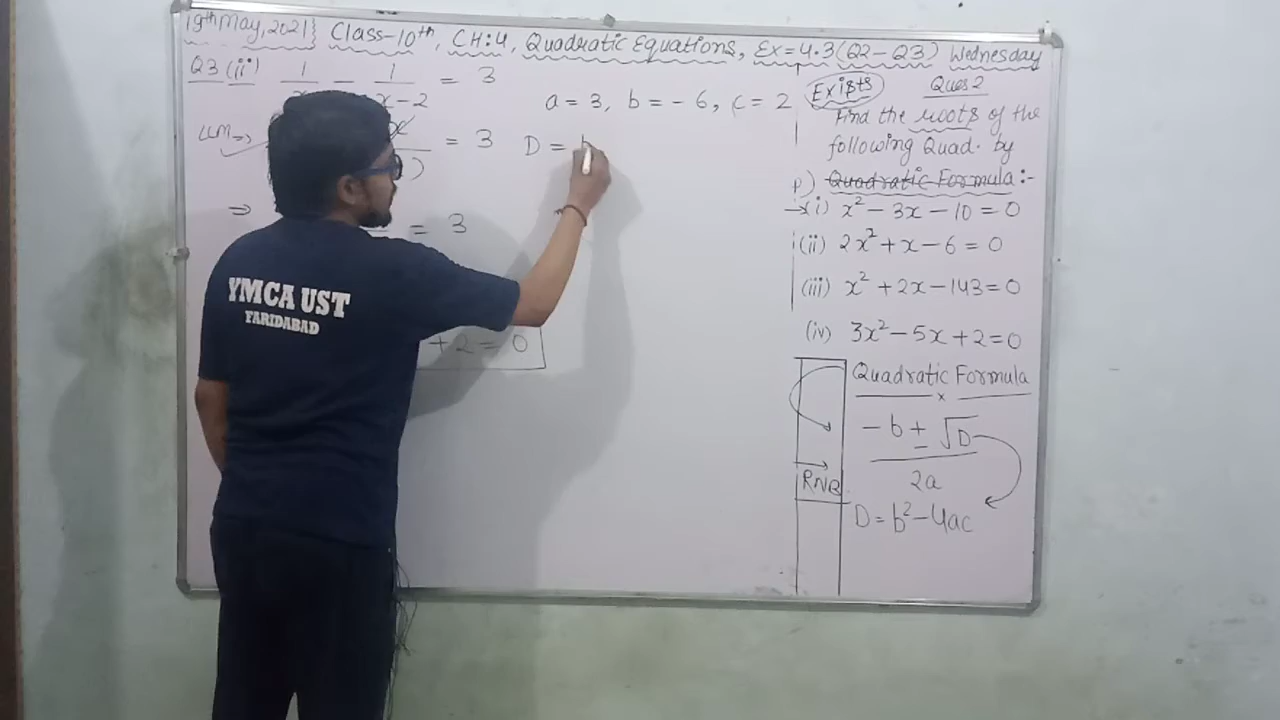 19th May, 2021} Class-10th, CH:4, Quadratic Equations, Ex=4.3(Q2-Q3) Wednesday
Q3(ii) 1/ - 1/x-2 = 3
LCM=> = 3
=> = 3
+ 2 = 0
a = 3, b = - 6, c = 2
D =
Exists Ques 2
Find the roots of the
following Quad. by
Quadratic Formula:-
→(i) x² - 3x - 10 = 0
(ii) 2x² + x - 6 = 0
(iii) x² + 2x - 143 = 0
(iv) 3x² - 5x + 2 = 0
Quadratic Formula
- b ± √D
2a
D = b² - 4ac
YMCA UST
FARIDABAD